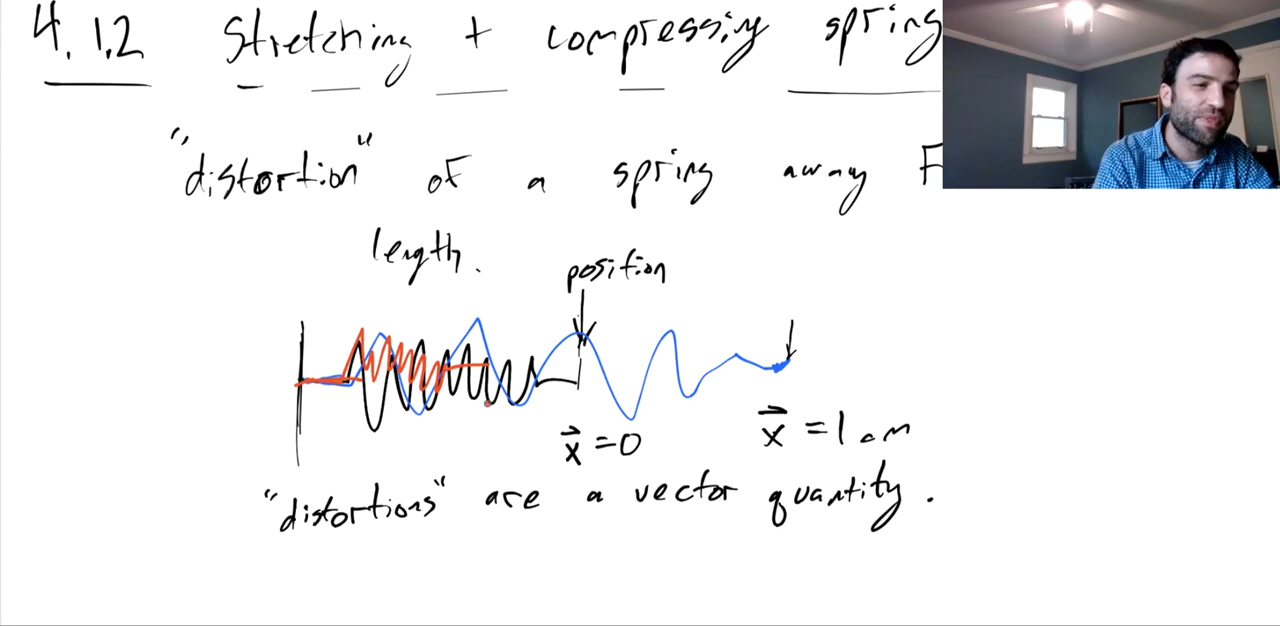 4.1.2 Stretching + compressing spring
"distortion" of a spring away F
length.
position
x⃗ = 0
x⃗ = 1 cm
"distortions" are a vector quantity.